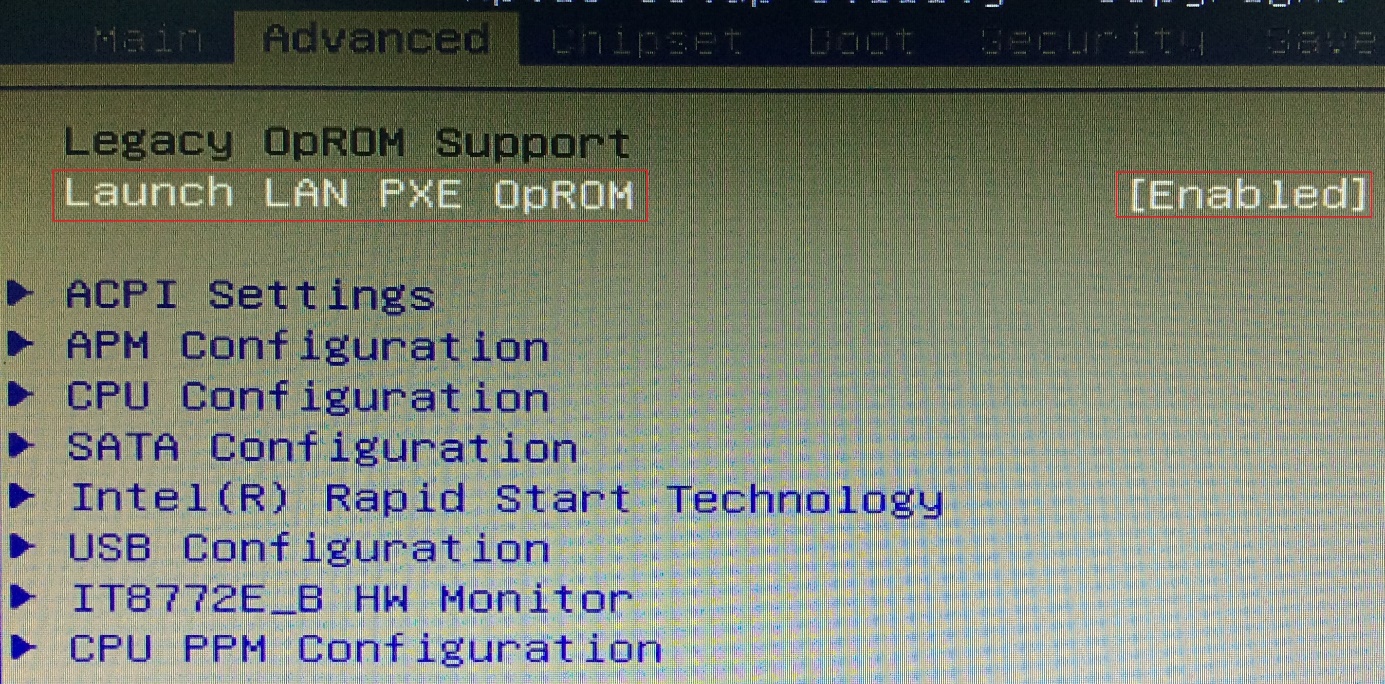 Main Advanced Chipset Boot Security Save
Legacy OpROM Support
Launch LAN PXE OpROM [Enabled]
ACPI Settings
APM Configuration
CPU Configuration
SATA Configuration
Intel(R) Rapid Start Technology
USB Configuration
IT8772E_B HW Monitor
CPU PPM Configuration